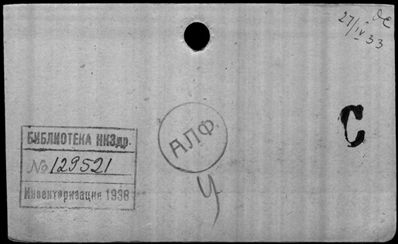 27/IV 33
С
АЛФ.
БИБЛИОТЕКА НКЗдр.
№ 129521
Инвентаризация 1938